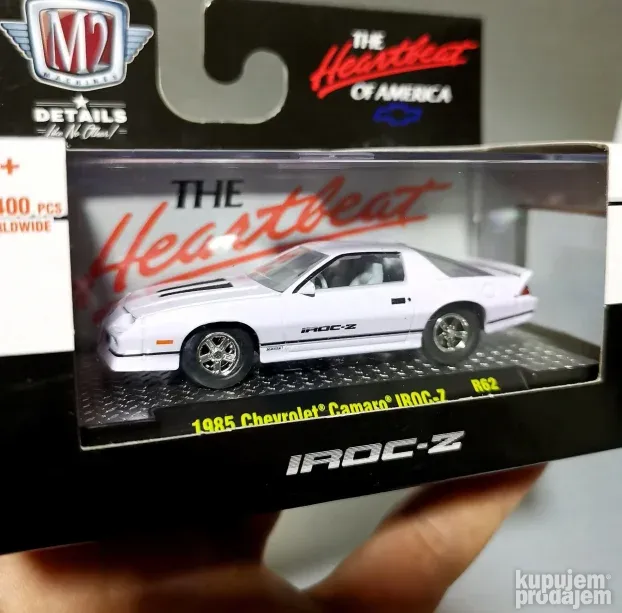 M2
MACHINES
DETAILS
Like No Other!
THE
Heartbeat
OF AMERICA
+
400 PCS
LDWIDE
THE
Heartbeat
IROC-Z
1985 Chevrolet® Camaro® IROC-Z R62
IROC-Z
kupujem
prodajem